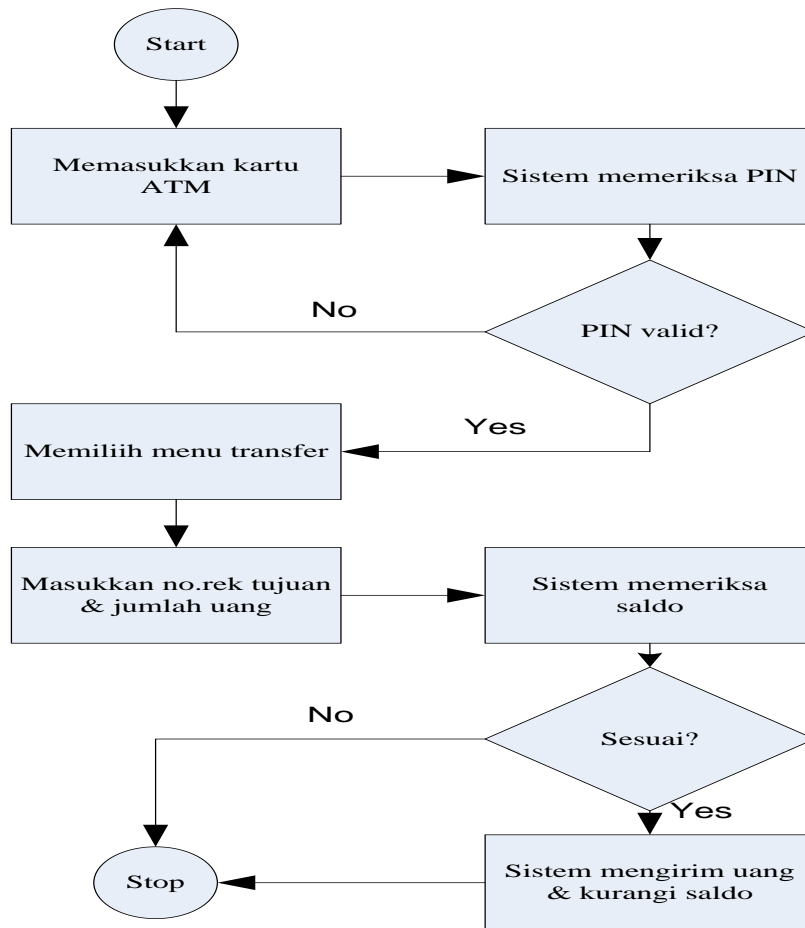 Start
Memasukkan kartu
ATM
Sistem memeriksa PIN
No
PIN valid?
Yes
Memiliih menu transfer
Masukkan no.rek tujuan
& jumlah uang
Sistem memeriksa
saldo
No
Sesuai?
Yes
Stop
Sistem mengirim uang
& kurangi saldo